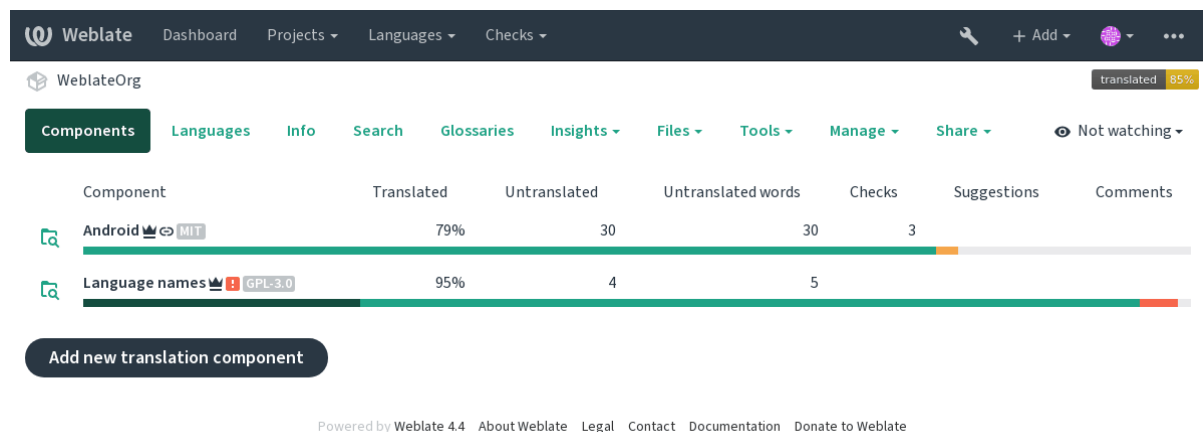 Weblate Dashboard Projects Languages Checks + Add •••
WeblateOrg translated 85%
Components Languages Info Search Glossaries Insights Files Tools Manage Share Not watching
Component Translated Untranslated Untranslated words Checks Suggestions Comments
Android MIT 79% 30 30 3
Language names ! GPL-3.0 95% 4 5
Add new translation component
Powered by Weblate 4.4 About Weblate Legal Contact Documentation Donate to Weblate